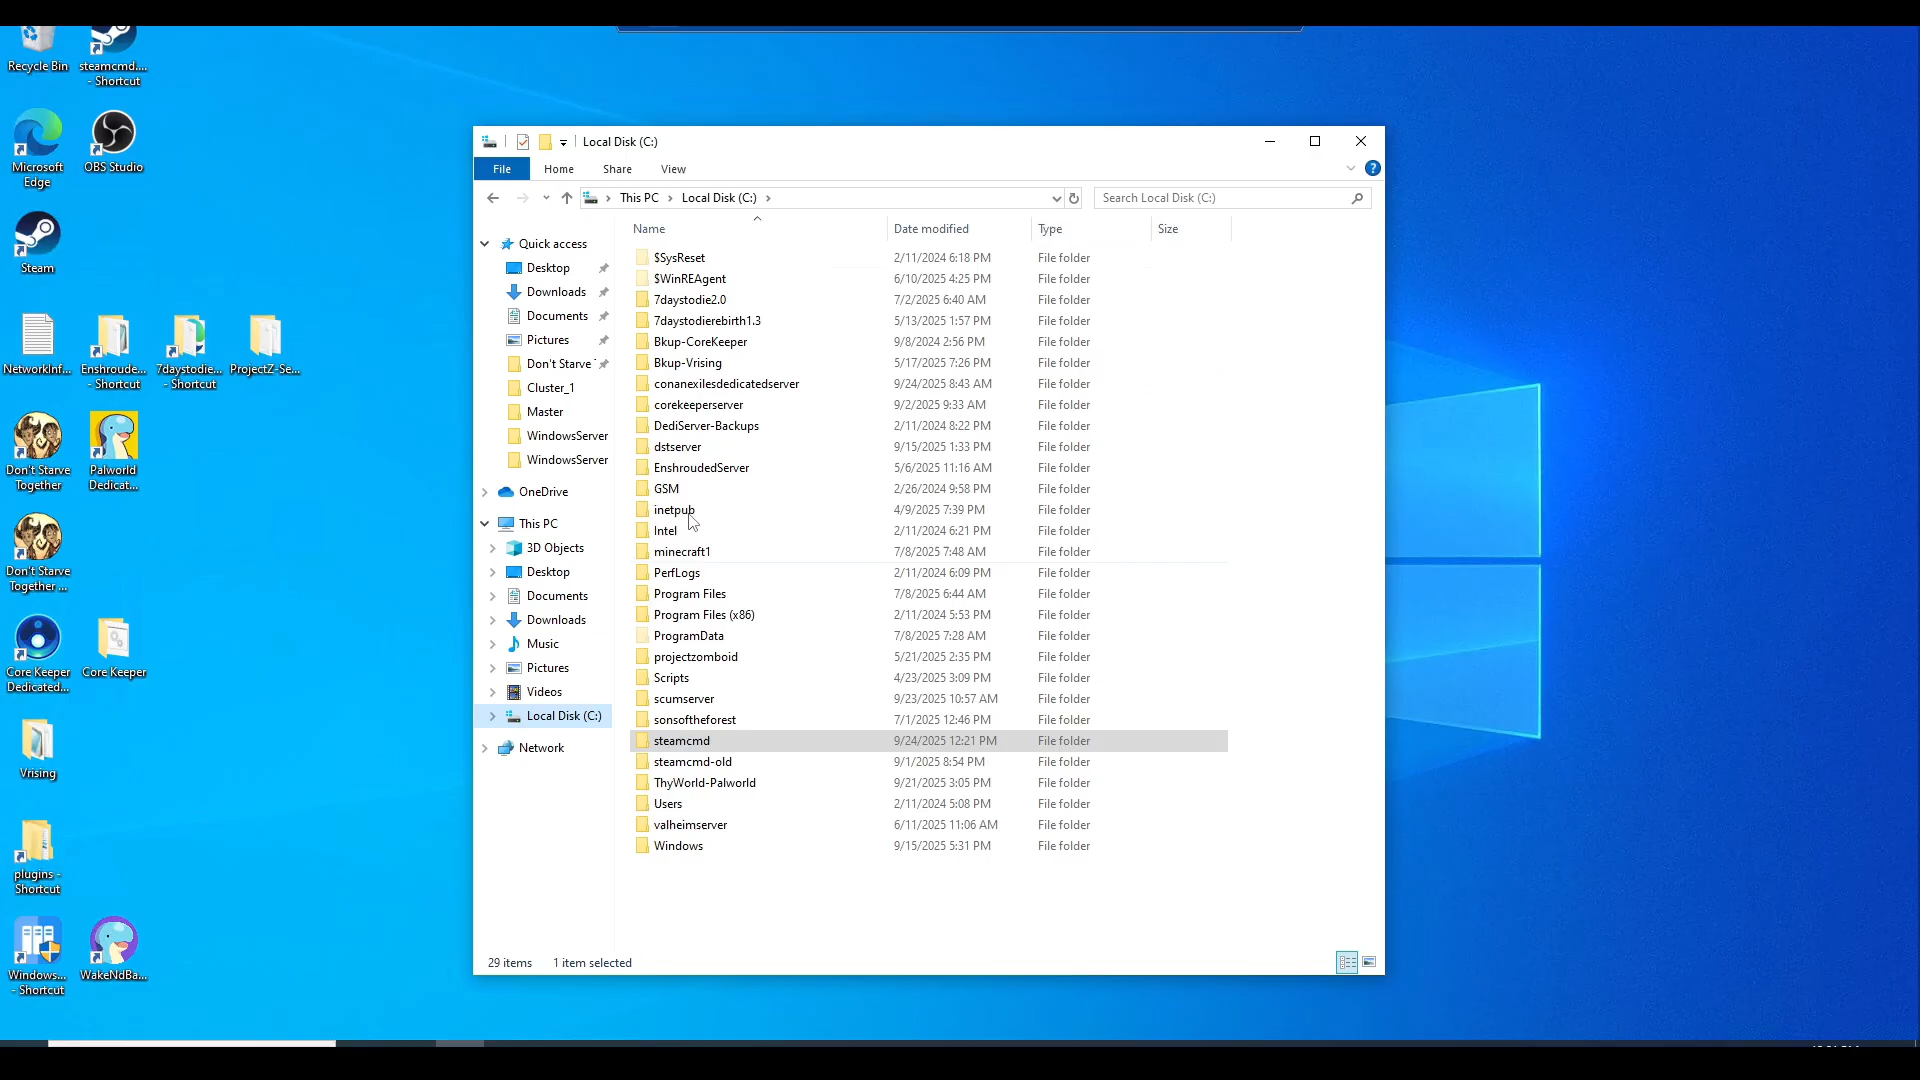 Recycle Bin
steamcmd....
- Shortcut
Microsoft
Edge
OBS Studio
Steam
NetworkInf...
Enshroude...
- Shortcut
7daystodie...
- Shortcut
ProjectZ-Se...
Don't Starve
Together
Palworld
Dedicat...
Don't Starve
Together ...
Core Keeper
Dedicated...
Core Keeper
Vrising
plugins -
Shortcut
Windows...
- Shortcut
WakeNdBa...
Local Disk (C:)
File
Home
Share
View
This PC
Local Disk (C:)
Search Local Disk (C:)
Quick access
Desktop
Downloads
Documents
Pictures
Don't Starve
Cluster_1
Master
WindowsServer
WindowsServer
OneDrive
This PC
3D Objects
Desktop
Documents
Downloads
Music
Pictures
Videos
Local Disk (C:)
Network
Name Date modified Type Size
$SysReset 2/11/2024 6:18 PM File folder
$WinREAgent 6/10/2025 4:25 PM File folder
7daystodie2.0 7/2/2025 6:40 AM File folder
7daystodierebirth1.3 5/13/2025 1:57 PM File folder
Bkup-CoreKeeper 9/8/2024 2:56 PM File folder
Bkup-Vrising 5/17/2025 7:26 PM File folder
conanexilesdedicatedserver 9/24/2025 8:43 AM File folder
corekeeperserver 9/2/2025 9:33 AM File folder
DediServer-Backups 2/11/2024 8:22 PM File folder
dstserver 9/15/2025 1:33 PM File folder
EnshroudedServer 5/6/2025 11:16 AM File folder
GSM 2/26/2024 9:58 PM File folder
inetpub 4/9/2025 7:39 PM File folder
Intel 2/11/2024 6:21 PM File folder
minecraft1 7/8/2025 7:48 AM File folder
PerfLogs 2/11/2024 6:09 PM File folder
Program Files 7/8/2025 6:44 AM File folder
Program Files (x86) 2/11/2024 5:53 PM File folder
ProgramData 7/8/2025 7:28 AM File folder
projectzomboid 5/21/2025 2:35 PM File folder
Scripts 4/23/2025 3:09 PM File folder
scumserver 9/23/2025 10:57 AM File folder
sonsoftheforest 7/1/2025 12:46 PM File folder
steamcmd 9/24/2025 12:21 PM File folder
steamcmd-old 9/1/2025 8:54 PM File folder
ThyWorld-Palworld 9/21/2025 3:05 PM File folder
Users 2/11/2024 5:08 PM File folder
valheimserver 6/11/2025 11:06 AM File folder
Windows 9/15/2025 5:31 PM File folder
29 items 1 item selected